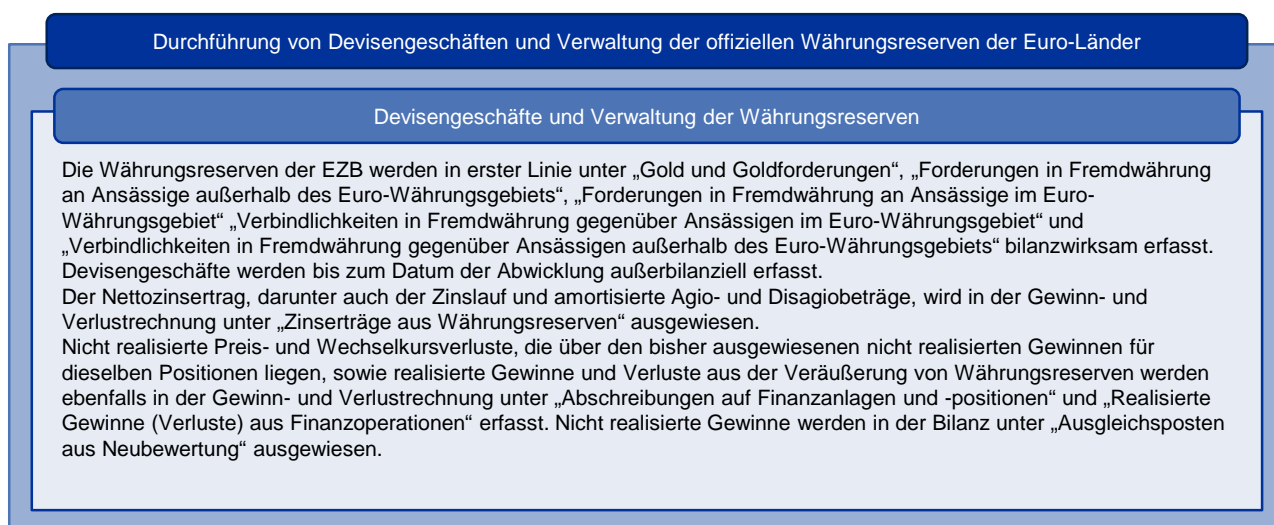 Durchführung von Devisengeschäften und Verwaltung der offiziellen Währungsreserven der Euro-Länder
Devisengeschäfte und Verwaltung der Währungsreserven
Die Währungsreserven der EZB werden in erster Linie unter „Gold und Goldforderungen“, „Forderungen in Fremdwährung
an Ansässige außerhalb des Euro-Währungsgebiets“, „Forderungen in Fremdwährung an Ansässige im Euro-
Währungsgebiet“ „Verbindlichkeiten in Fremdwährung gegenüber Ansässigen im Euro-Währungsgebiet“ und
„Verbindlichkeiten in Fremdwährung gegenüber Ansässigen außerhalb des Euro-Währungsgebiets“ bilanzwirksam erfasst.
Devisengeschäfte werden bis zum Datum der Abwicklung außerbilanziell erfasst.
Der Nettozinsertrag, darunter auch der Zinslauf und amortisierte Agio- und Disagiobeträge, wird in der Gewinn- und
Verlustrechnung unter „Zinserträge aus Währungsreserven“ ausgewiesen.
Nicht realisierte Preis- und Wechselkursverluste, die über den bisher ausgewiesenen nicht realisierten Gewinnen für
dieselben Positionen liegen, sowie realisierte Gewinne und Verluste aus der Veräußerung von Währungsreserven werden
ebenfalls in der Gewinn- und Verlustrechnung unter „Abschreibungen auf Finanzanlagen und -positionen“ und „Realisierte
Gewinne (Verluste) aus Finanzoperationen“ erfasst. Nicht realisierte Gewinne werden in der Bilanz unter „Ausgleichsposten
aus Neubewertung“ ausgewiesen.